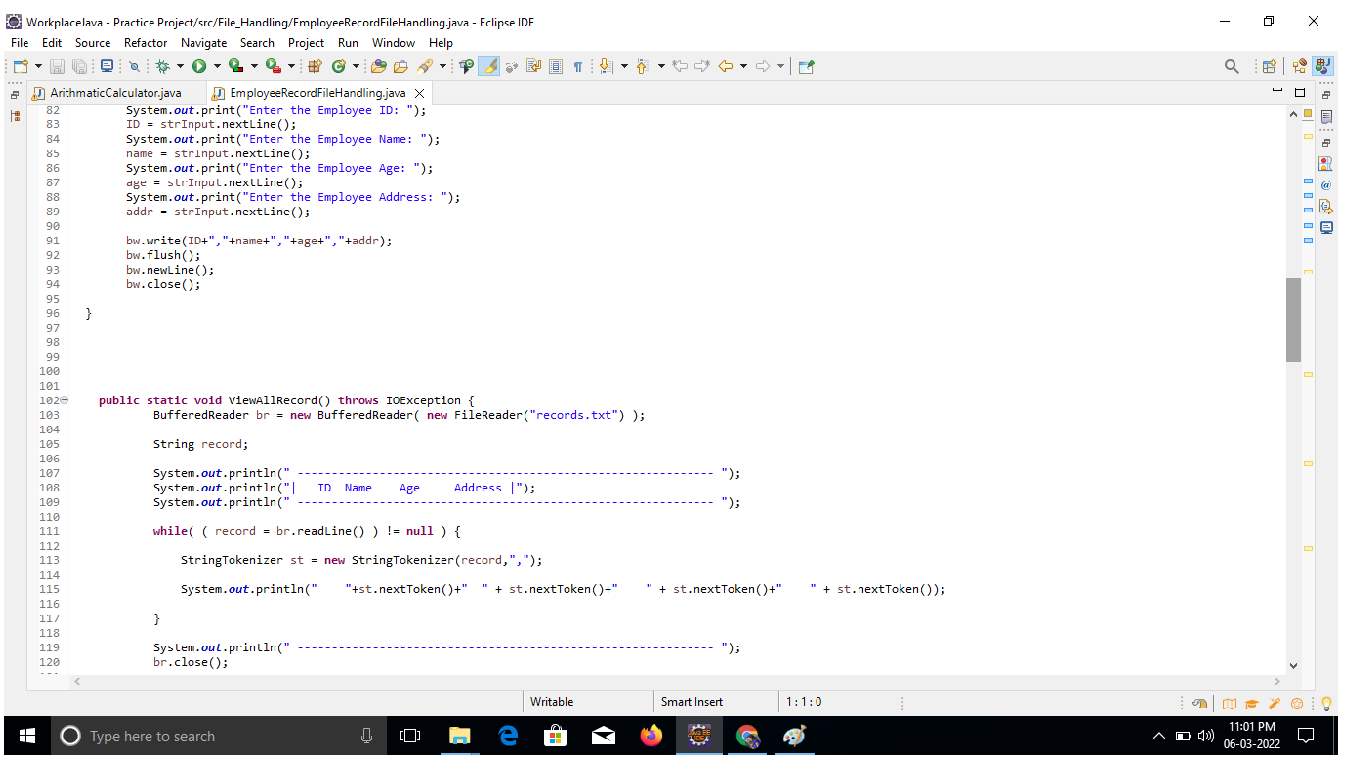 WorkplaceJava - Practice Project/src/File_Handling/EmployeeRecordFileHandling.java - Eclipse IDE
File Edit Source Refactor Navigate Search Project Run Window Help
ArithmaticCalculator.java EmployeeRecordFileHandling.java
82 System.out.print("Enter the Employee ID: ");
83 ID = strInput.nextLine();
84 System.out.print("Enter the Employee Name: ");
85 name = strInput.nextLine();
86 System.out.print("Enter the Employee Age: ");
87 age = strInput.nextLine();
88 System.out.print("Enter the Employee Address: ");
89 addr = strInput.nextLine();
90
91 bw.write(ID+","+name+","+age+","+addr);
92 bw.flush();
93 bw.newLine();
94 bw.close();
95
96 }
97
98
99
100
101
102 public static void ViewAllRecord() throws IOException {
103 BufferedReader br = new BufferedReader( new FileReader("records.txt") );
104
105 String record;
106
107 System.out.println(" ------------------------------------------------------------- ");
108 System.out.println("|   ID  Name    Age     Address |");
109 System.out.println(" ------------------------------------------------------------- ");
110
111 while( ( record = br.readLine() ) != null ) {
112
113 StringTokenizer st = new StringTokenizer(record,",");
114
115 System.out.println("    "+st.nextToken()+"  " + st.nextToken()+"    " + st.nextToken()+"    " + st.nextToken());
116
117 }
118
119 System.out.println(" ------------------------------------------------------------- ");
120 br.close();
Writable Smart Insert 1 : 1 : 0
Type here to search
11:01 PM
06-03-2022